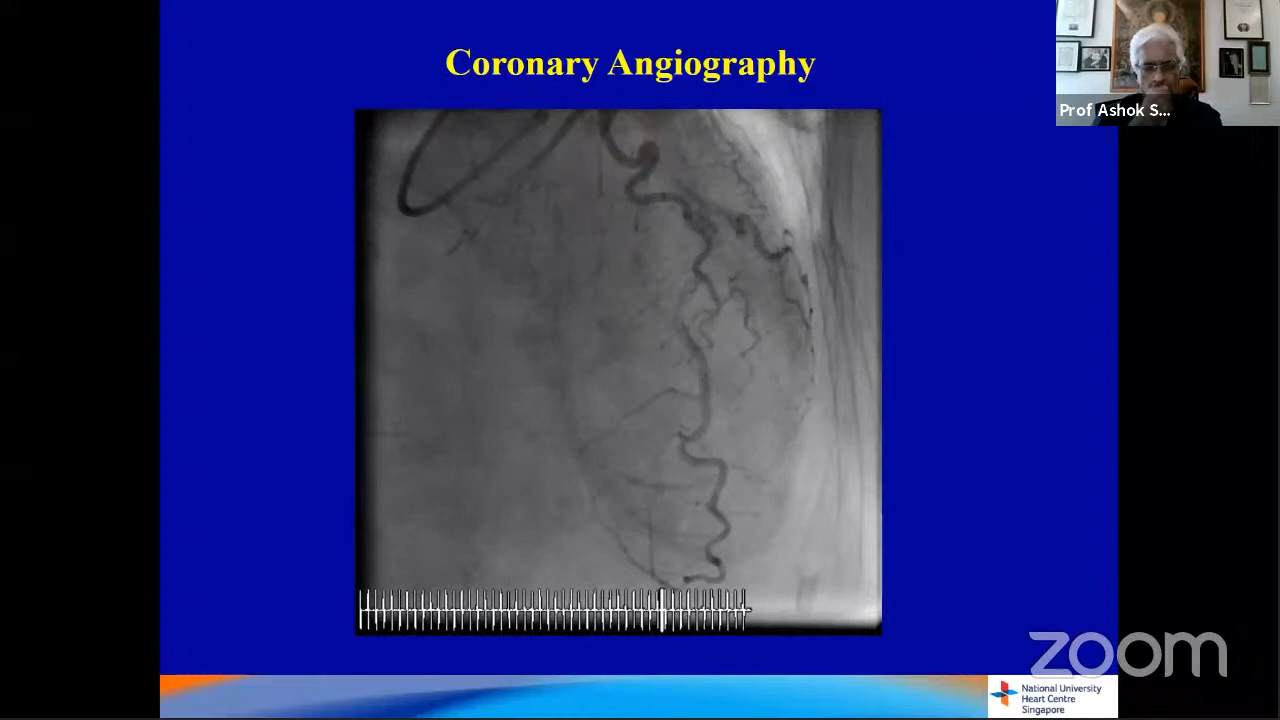 Coronary Angiography
Prof Ashok S...
zoom
National University
Heart Centre
Singapore